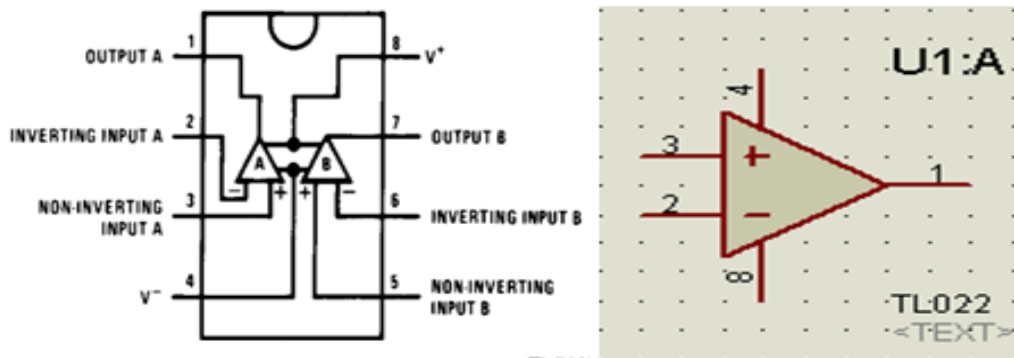 1
OUTPUT A
8
V+
2
INVERTING INPUT A
7
OUTPUT B
A
B
−
+
+
−
3
NON-INVERTING
INPUT A
6
INVERTING INPUT B
4
V−
5
NON-INVERTING
INPUT B
U1:A
4
3
+
1
2
−
8
TL022
<TEXT>